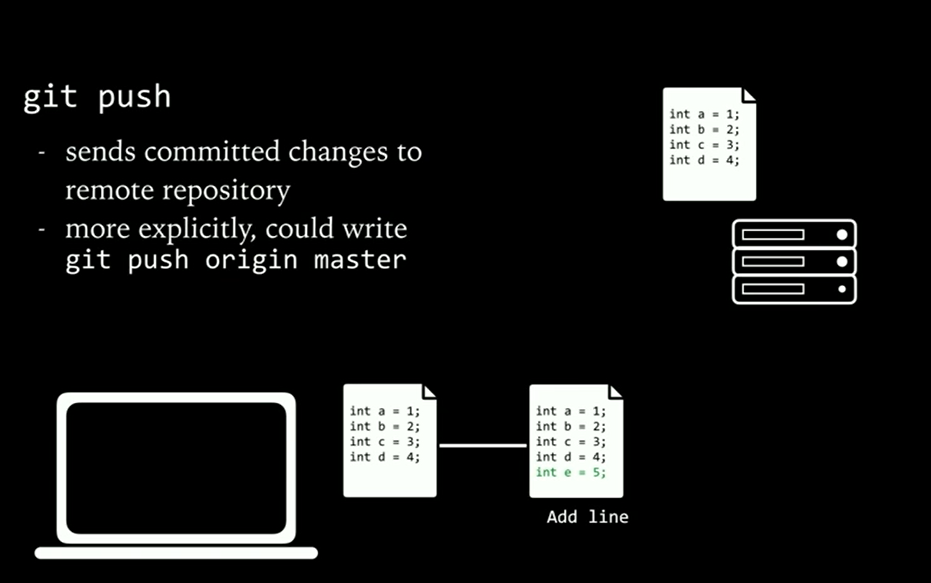 git push
- sends committed changes to
remote repository
- more explicitly, could write
git push origin master
int a = 1;
int b = 2;
int c = 3;
int d = 4;
int a = 1;
int b = 2;
int c = 3;
int d = 4;
int a = 1;
int b = 2;
int c = 3;
int d = 4;
int e = 5;
Add line